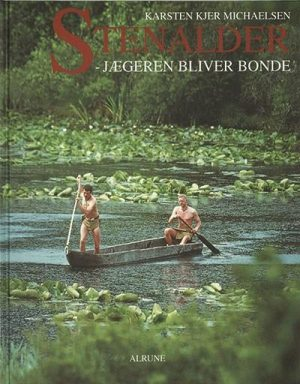 KARSTEN KJER MICHAELSEN
STENALDER
- JÆGEREN BLIVER BONDE
ALRUNE